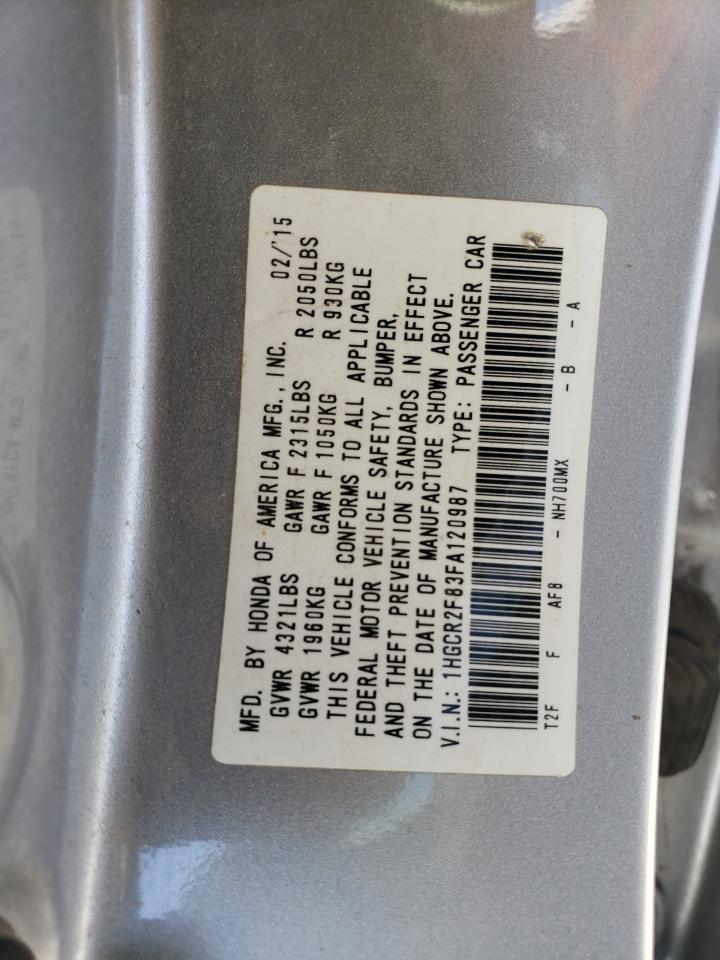 MFD. BY HONDA OF AMERICA MFG., INC. 02/'15
GVWR 4321LBS GAWR F 2315LBS R 2050LBS
GVWR 1960KG GAWR F 1050KG R 930KG
THIS VEHICLE CONFORMS TO ALL APPLICABLE
FEDERAL MOTOR VEHICLE SAFETY, BUMPER,
AND THEFT PREVENTION STANDARDS IN EFFECT
ON THE DATE OF MANUFACTURE SHOWN ABOVE.
V.I.N.: 1HGCR2F83FA120987 TYPE: PASSENGER CAR
T2F F AF8 - NH700MX - B - A